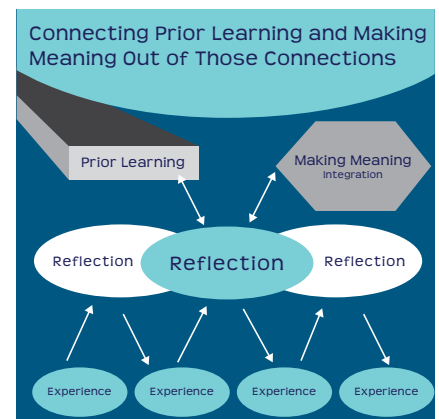 Connecting Prior Learning and Making
Meaning Out of Those Connections
Prior Learning
Making Meaning
Integration
Reflection
Reflection
Reflection
Experience
Experience
Experience
Experience